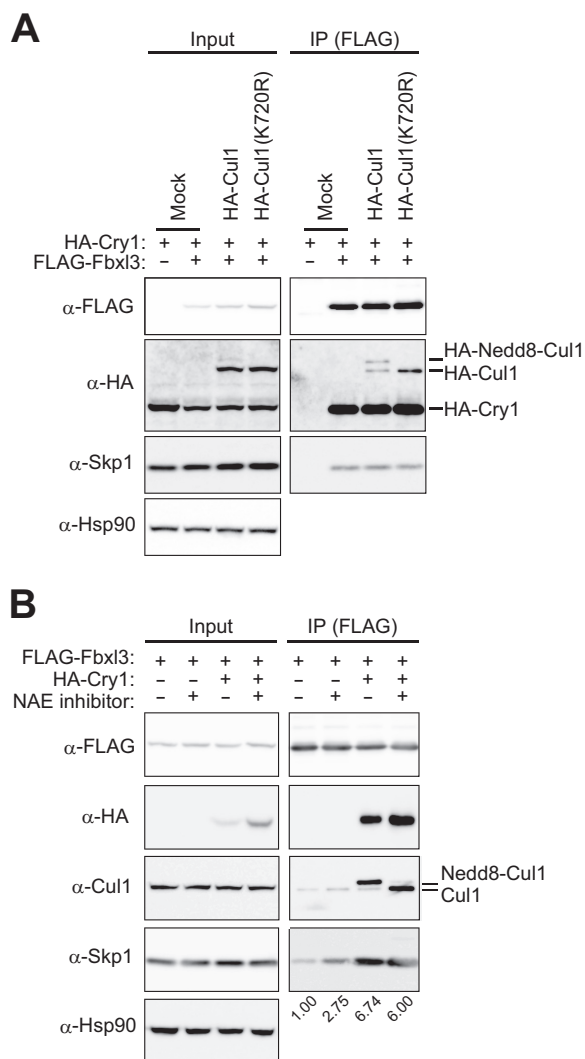 A
Input IP (FLAG)
Mock HA-Cul1 HA-Cul1(K720R) Mock HA-Cul1 HA-Cul1(K720R)
HA-Cry1: + + + + + + + +
FLAG-Fbxl3: − + + + − + + +
α-FLAG
HA-Nedd8-Cul1
HA-Cul1
α-HA
HA-Cry1
α-Skp1
α-Hsp90
B
Input IP (FLAG)
FLAG-Fbxl3: + + + + + + + +
HA-Cry1: − − + + − − + +
NAE inhibitor: − + − + − + − +
α-FLAG
α-HA
Nedd8-Cul1
α-Cul1 Cul1
α-Skp1
1.00 2.75 6.74 6.00
α-Hsp90